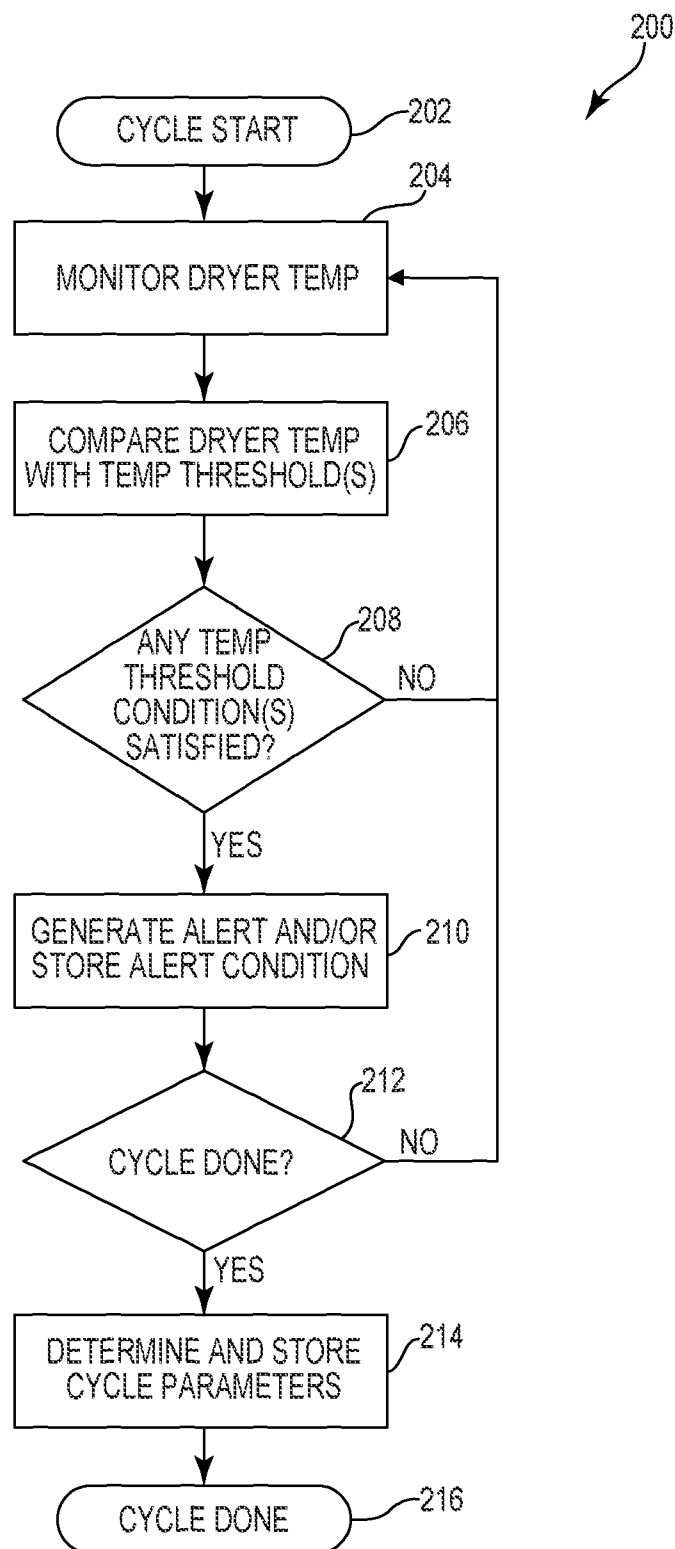 200
CYCLE START
202
204
MONITOR DRYER TEMP
COMPARE DRYER TEMP
WITH TEMP THRESHOLD(S)
206
ANY TEMP
THRESHOLD
CONDITION(S)
SATISFIED?
208
NO
YES
GENERATE ALERT AND/OR
STORE ALERT CONDITION
210
CYCLE DONE?
212
NO
YES
DETERMINE AND STORE
CYCLE PARAMETERS
214
CYCLE DONE
216